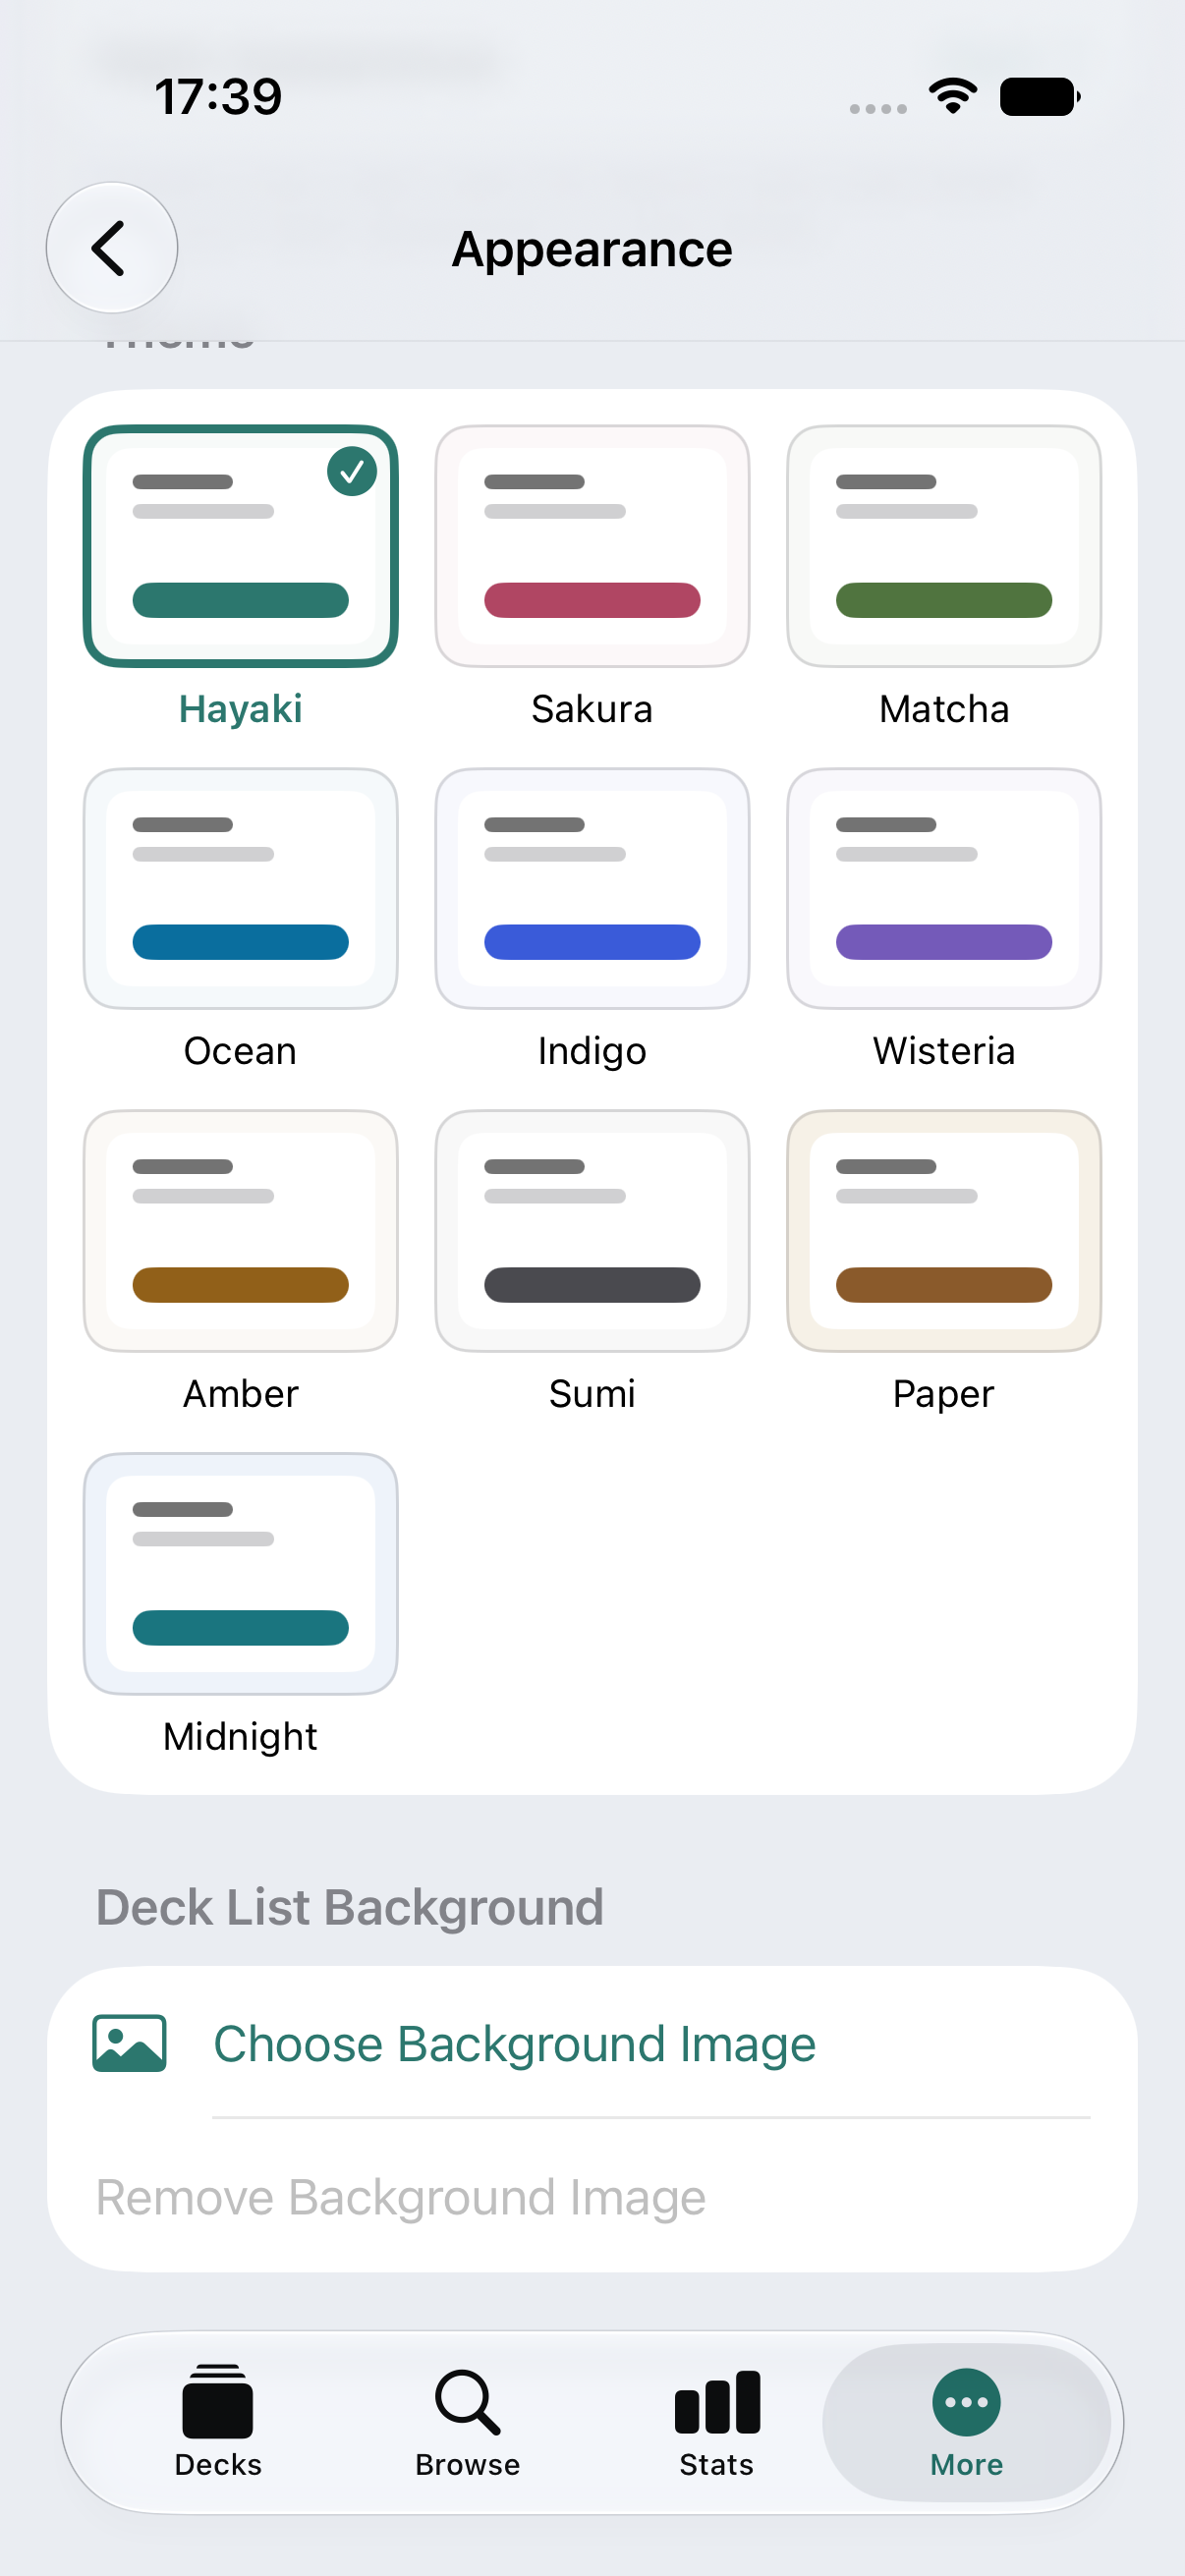 17:39
Appearance
Theme
Hayaki
Sakura
Matcha
Ocean
Indigo
Wisteria
Amber
Sumi
Paper
Midnight
Deck List Background
Choose Background Image
Remove Background Image
Decks
Browse
Stats
More